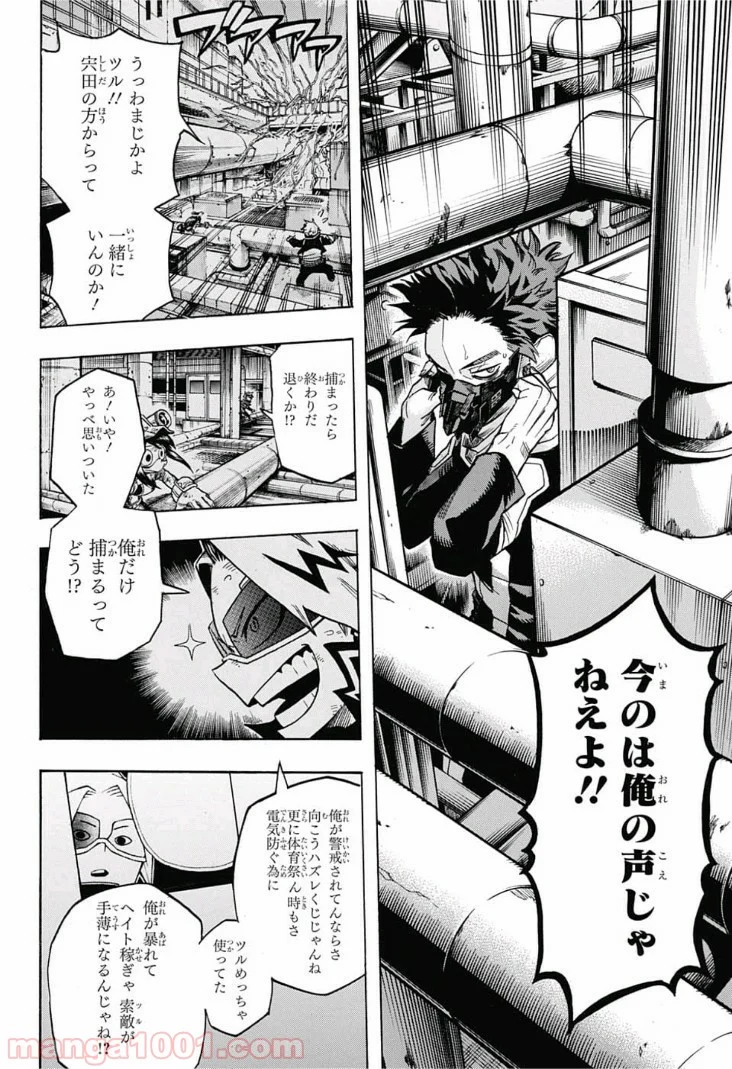 今のは俺の声じゃ
ねえよ!!
ブァアアア
うっわまじかよ
ツル!!
宍田の方からって
一緒に
いんのか!
捕まったら
終わりだ
退くか!?
あ!いや!
やっべ思いついた
俺だけ
捕まるって
どう!?
俺が警戒されてんならさ
向こうハズレくじじゃんね
更に体育祭ん時もさ
電気防ぐ為に
ツルめっちゃ
使ってた
俺が暴れて
ヘイト稼ぎゃ索敵が
手薄になるんじゃね!?
manga1001.com